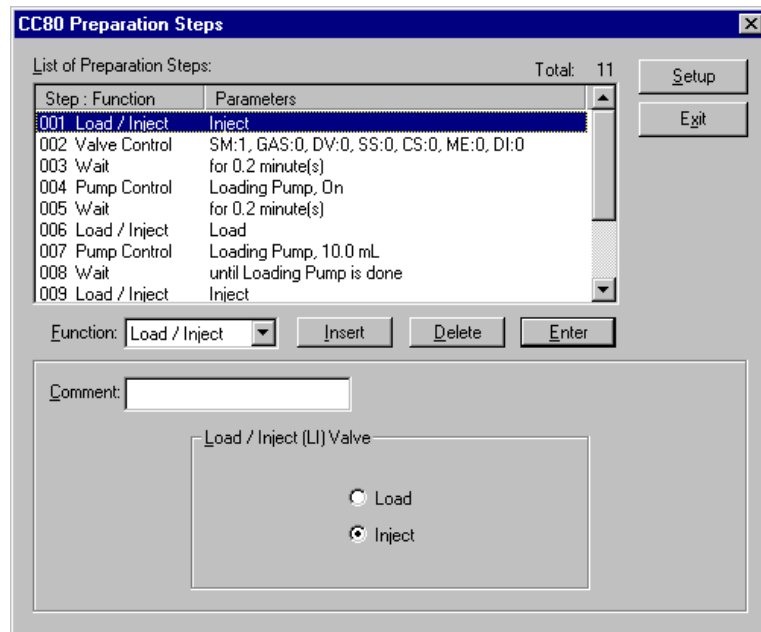 CC80 Preparation Steps
List of Preparation Steps: Total: 11
Setup
Step : Function Parameters
Exit
001 Load / Inject Inject
002 Valve Control SM:1, GAS:0, DV:0, SS:0, CS:0, ME:0, DI:0
003 Wait for 0.2 minute(s)
004 Pump Control Loading Pump, On
005 Wait for 0.2 minute(s)
006 Load / Inject Load
007 Pump Control Loading Pump, 10.0 mL
008 Wait until Loading Pump is done
009 Load / Inject Inject
Function: Load / Inject Insert Delete Enter
Comment:
Load / Inject (LI) Valve
Load
Inject